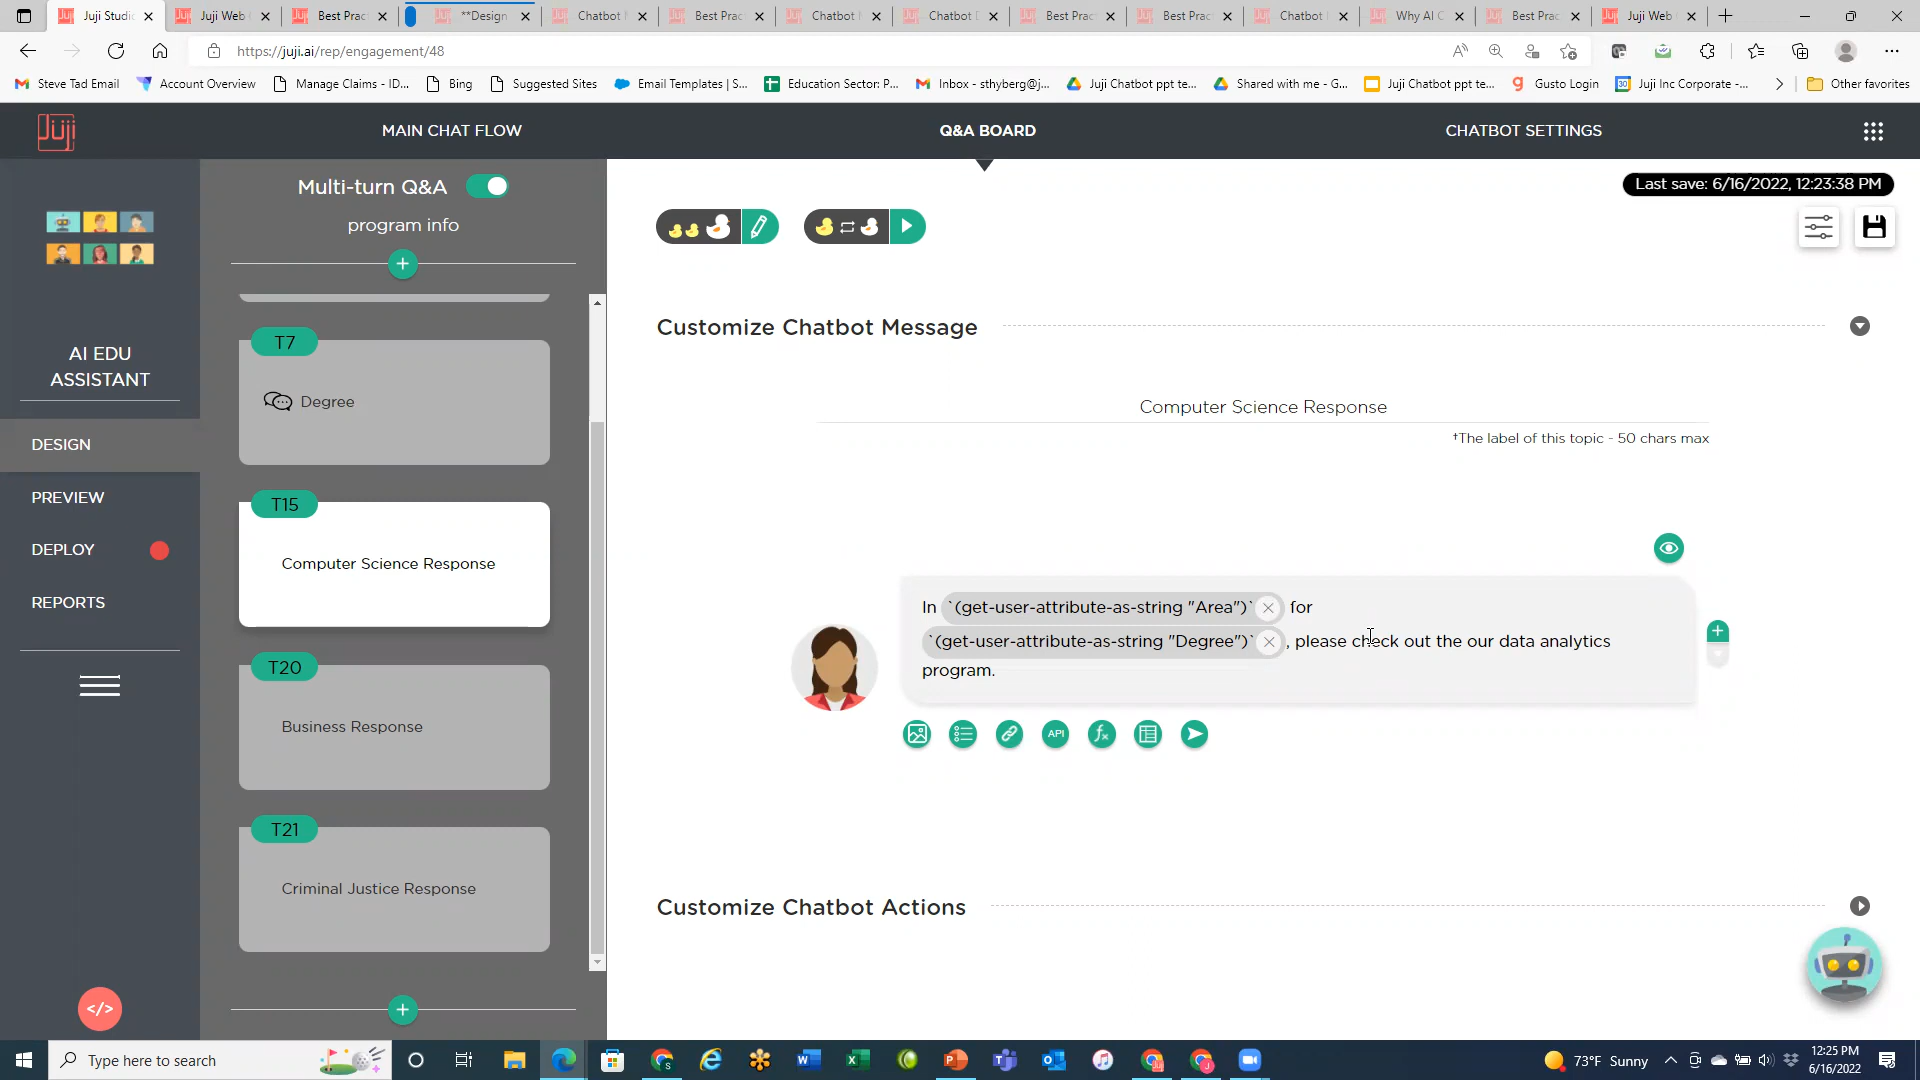 Juji Studio
Juji Web
Best Pract
**Design
Chatbot
Best Prac
Chatbot
Chatbot
Best Prac
Best Prac
Chatbot
Why AI C
Best Prac
Juji Web
https://juji.ai/rep/engagement/48
Steve Tad Email
Account Overview
Manage Claims - ID...
Bing
Suggested Sites
Email Templates | S...
Education Sector: P...
Inbox - sthyberg@j...
Juji Chatbot ppt te...
Shared with me - G...
Juji Chatbot ppt te...
Gusto Login
Juji Inc Corporate -...
Other favorites
Juji
MAIN CHAT FLOW
Q&A BOARD
CHATBOT SETTINGS
AI EDU
ASSISTANT
DESIGN
PREVIEW
DEPLOY
REPORTS
</>
Multi-turn Q&A
program info
T7
Degree
T15
Computer Science Response
T20
Business Response
T21
Criminal Justice Response
Last save: 6/16/2022, 12:23:38 PM
Customize Chatbot Message
Computer Science Response
†The label of this topic - 50 chars max
In `(get-user-attribute-as-string "Area")` for
`(get-user-attribute-as-string "Degree")` , please check out the our data analytics
program.
API
fx
Customize Chatbot Actions
Type here to search
73°F Sunny
12:25 PM
6/16/2022